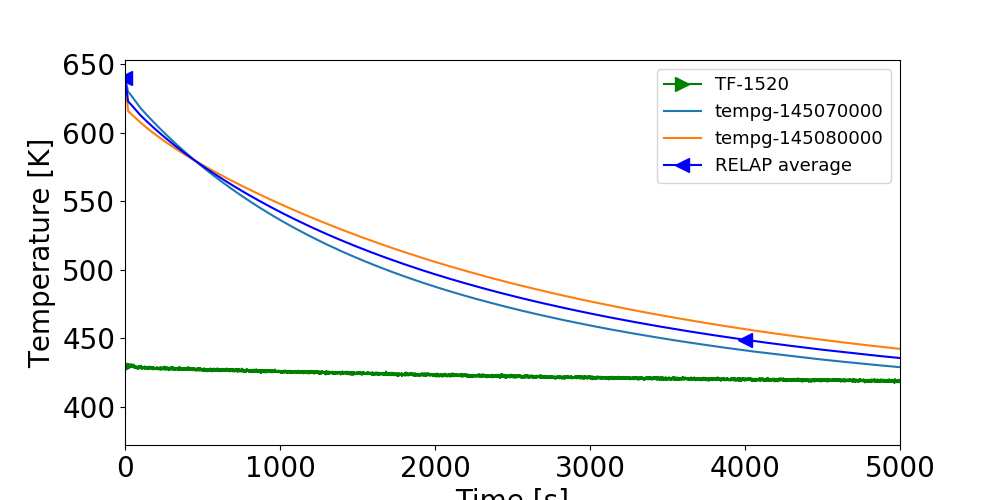 650
600
550
500
450
400
Temperature [K]
TF-1520
tempg-145070000
tempg-145080000
RELAP average
0 1000 2000 3000 4000 5000
Time [s]